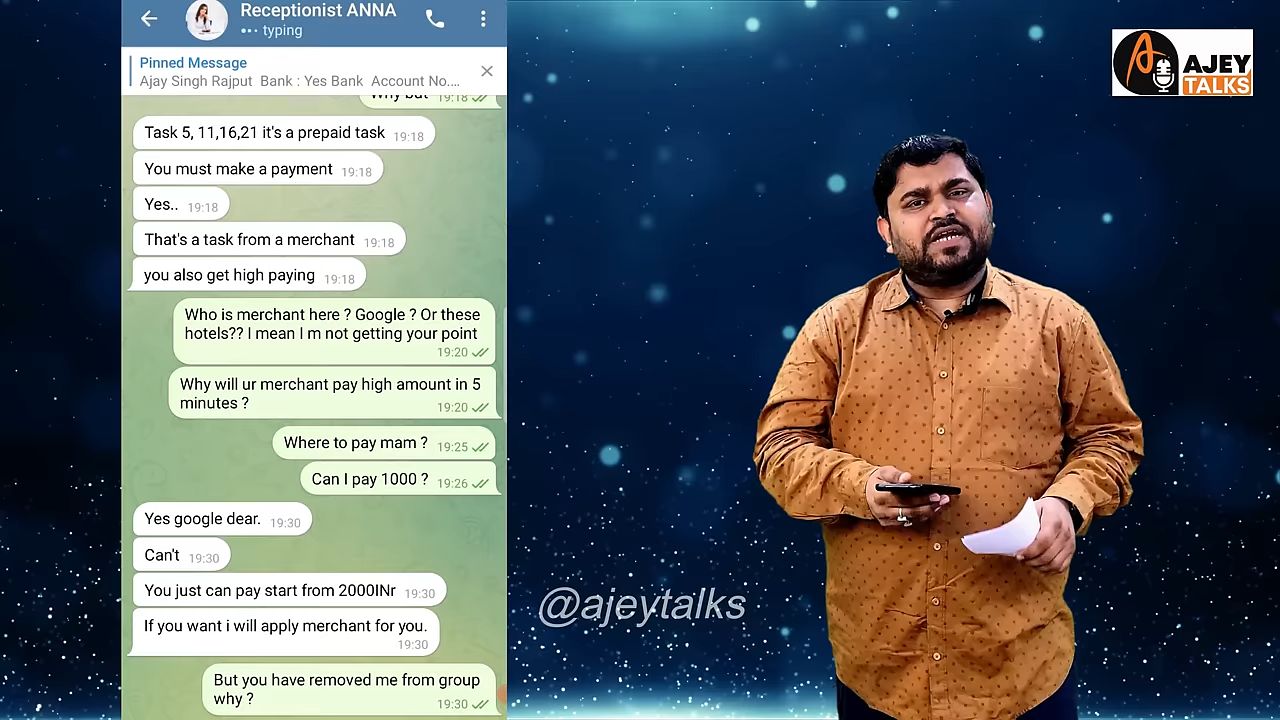 Receptionist ANNA
typing
Pinned Message
Ajay Singh Rajput Bank : Yes Bank Account No....
Why but 19:18
Task 5, 11,16,21 it's a prepaid task 19:18
You must make a payment 19:18
Yes.. 19:18
That's a task from a merchant 19:18
you also get high paying 19:18
Who is merchant here ? Google ? Or these
hotels?? I mean I m not getting your point
19:20
Why will ur merchant pay high amount in 5
minutes ?
19:20
Where to pay mam ? 19:25
Can I pay 1000 ? 19:26
Yes google dear. 19:30
Can't 19:30
You just can pay start from 2000INr 19:30
If you want i will apply merchant for you.
19:30
But you have removed me from group
why ?
19:30
AJEY
TALKS
@ajeytalks